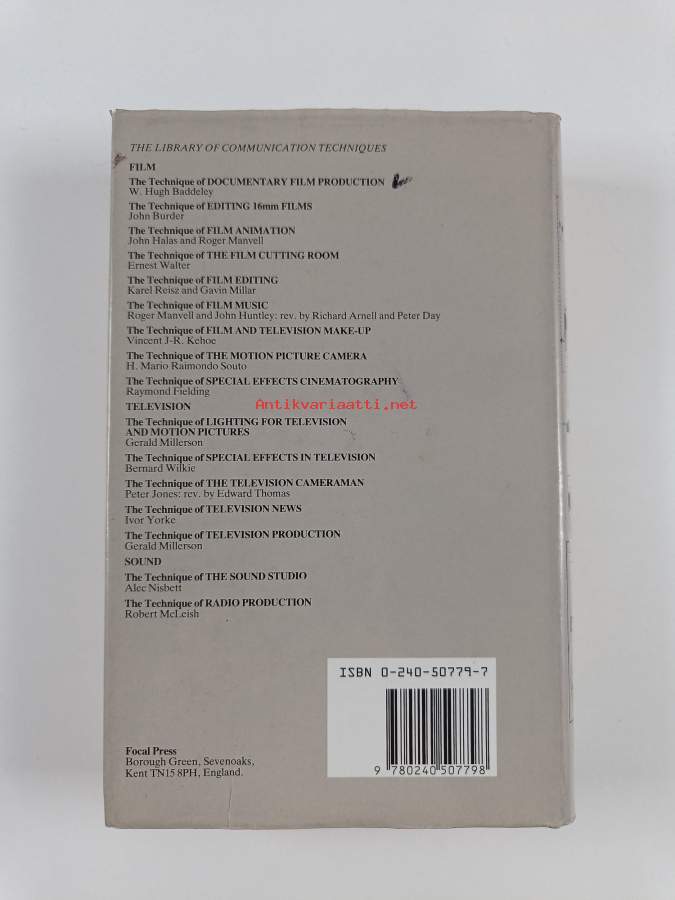 THE LIBRARY OF COMMUNICATION TECHNIQUES
FILM
The Technique of DOCUMENTARY FILM PRODUCTION
W. Hugh Baddeley
The Technique of EDITING 16mm FILMS
John Burder
The Technique of FILM ANIMATION
John Halas and Roger Manvell
The Technique of THE FILM CUTTING ROOM
Ernest Walter
The Technique of FILM EDITING
Karel Reisz and Gavin Millar
The Technique of FILM MUSIC
Roger Manvell and John Huntley: rev. by Richard Arnell and Peter Day
The Technique of FILM AND TELEVISION MAKE-UP
Vincent J-R. Kehoe
The Technique of THE MOTION PICTURE CAMERA
H. Mario Raimondo Souto
The Technique of SPECIAL EFFECTS CINEMATOGRAPHY
Raymond Fielding
Antikvariaatti.net
TELEVISION
The Technique of LIGHTING FOR TELEVISION
AND MOTION PICTURES
Gerald Millerson
The Technique of SPECIAL EFFECTS IN TELEVISION
Bernard Wilkie
The Technique of THE TELEVISION CAMERAMAN
Peter Jones: rev. by Edward Thomas
The Technique of TELEVISION NEWS
Ivor Yorke
The Technique of TELEVISION PRODUCTION
Gerald Millerson
SOUND
The Technique of THE SOUND STUDIO
Alec Nisbett
The Technique of RADIO PRODUCTION
Robert McLeish
ISBN 0-240-50779-7
9 780240 507798
Focal Press
Borough Green, Sevenoaks,
Kent TN15 8PH, England.